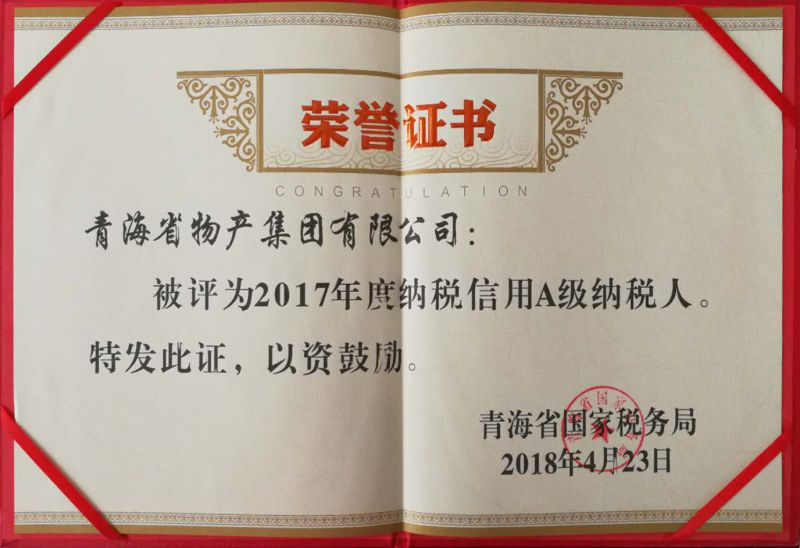 荣誉证书
CONGRATULATION
青海省物产集团有限公司：
被评为2017年度纳税信用A级纳税人。
特发此证，以资鼓励。
青海省国家税务局
2018年4月23日